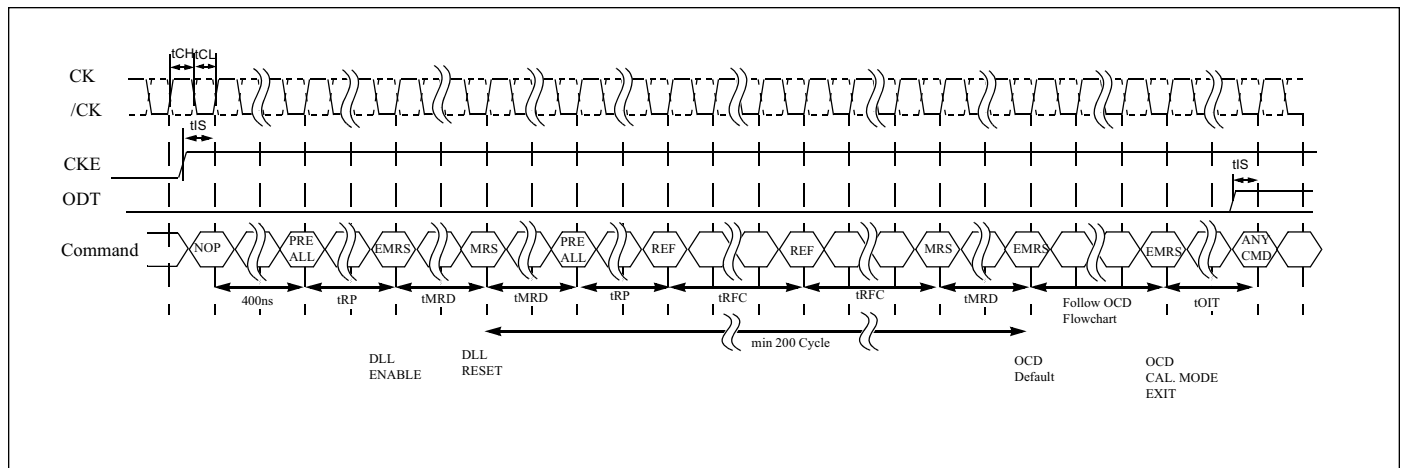 tCH tCL
CK
/CK
tIS
CKE
tIS
ODT
Command
NOP
PRE
ALL
EMRS
MRS
PRE
ALL
REF
REF
MRS
EMRS
EMRS
ANY
CMD
400ns
tRP
tMRD
tMRD
tRP
tRFC
tRFC
tMRD
Follow OCD
Flowchart
tOIT
min 200 Cycle
DLL
ENABLE
DLL
RESET
OCD
Default
OCD
CAL. MODE
EXIT